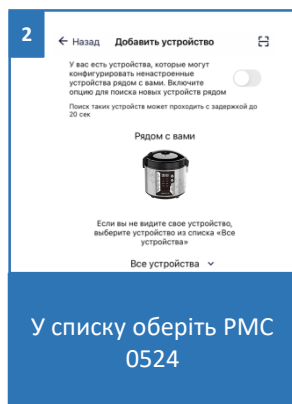 2
← Назад Добавить устройство
У вас есть устройства, которые могут
конфигурировать ненастроенные
устройства рядом с вами. Включите
опцию для поиска новых устройств рядом
Поиск таких устройств может проходить с задержкой до
20 сек
Рядом с вами
Если вы не видите свое устройство,
выберите устройство из списка «Все
устройства»
Все устройства
У списку оберіть РМС
0524